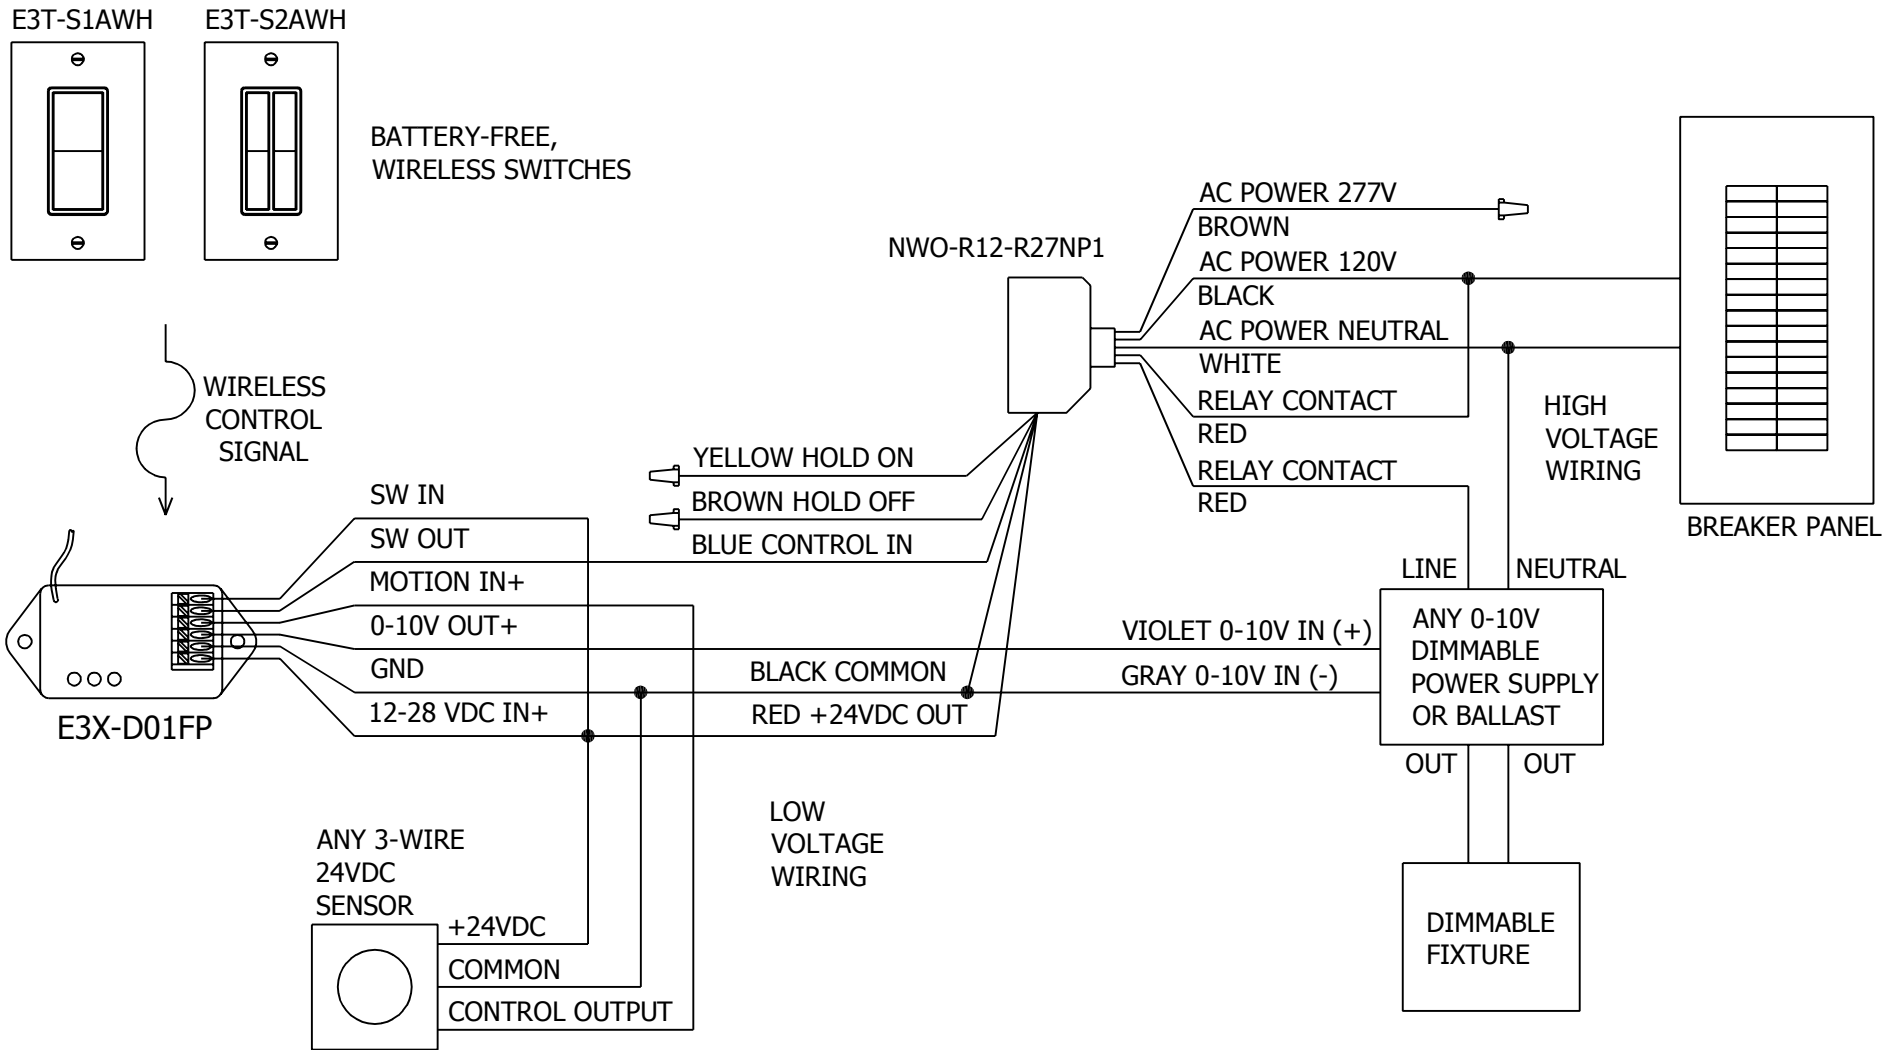 E3T-S1AWH
E3T-S2AWH
BATTERY-FREE,
WIRELESS SWITCHES
WIRELESS
CONTROL
SIGNAL
E3X-D01FP
SW IN
SW OUT
MOTION IN+
0-10V OUT+
GND
12-28 VDC IN+
NWO-R12-R27NP1
YELLOW HOLD ON
BROWN HOLD OFF
BLUE CONTROL IN
BLACK COMMON
RED +24VDC OUT
AC POWER 277V
BROWN
AC POWER 120V
BLACK
AC POWER NEUTRAL
WHITE
RELAY CONTACT
RED
RELAY CONTACT
RED
HIGH
VOLTAGE
WIRING
BREAKER PANEL
LINE
NEUTRAL
VIOLET 0-10V IN (+)
GRAY 0-10V IN (-)
ANY 0-10V
DIMMABLE
POWER SUPPLY
OR BALLAST
OUT
OUT
LOW
VOLTAGE
WIRING
ANY 3-WIRE
24VDC
SENSOR
+24VDC
COMMON
CONTROL OUTPUT
DIMMABLE
FIXTURE